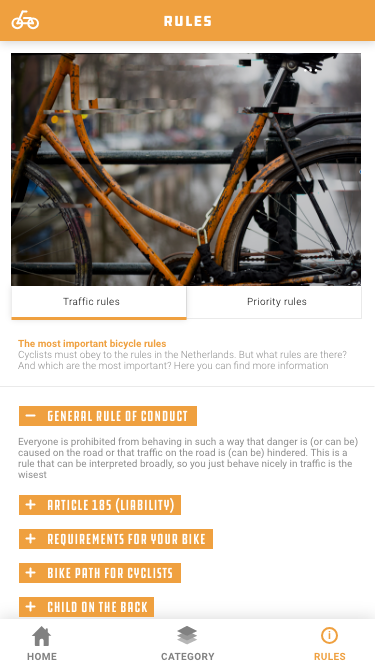 RULES
Traffic rules
Priority rules
The most important bicycle rules
Cyclists must obey to the rules in the Netherlands. But what rules are there?
And which are the most important? Here you can find more information
GENERAL RULE OF CONDUCT
Everyone is prohibited from behaving in such a way that danger is (or can be)
caused on the road or that traffic on the road is (can be) hindered. This is a
rule that can be interpreted broadly, so you just behave nicely in traffic is the
wisest
ARTICLE 185 (LIABILITY)
REQUIREMENTS FOR YOUR BIKE
BIKE PATH FOR CYCLISTS
CHILD ON THE BACK
HOME
CATEGORY
RULES